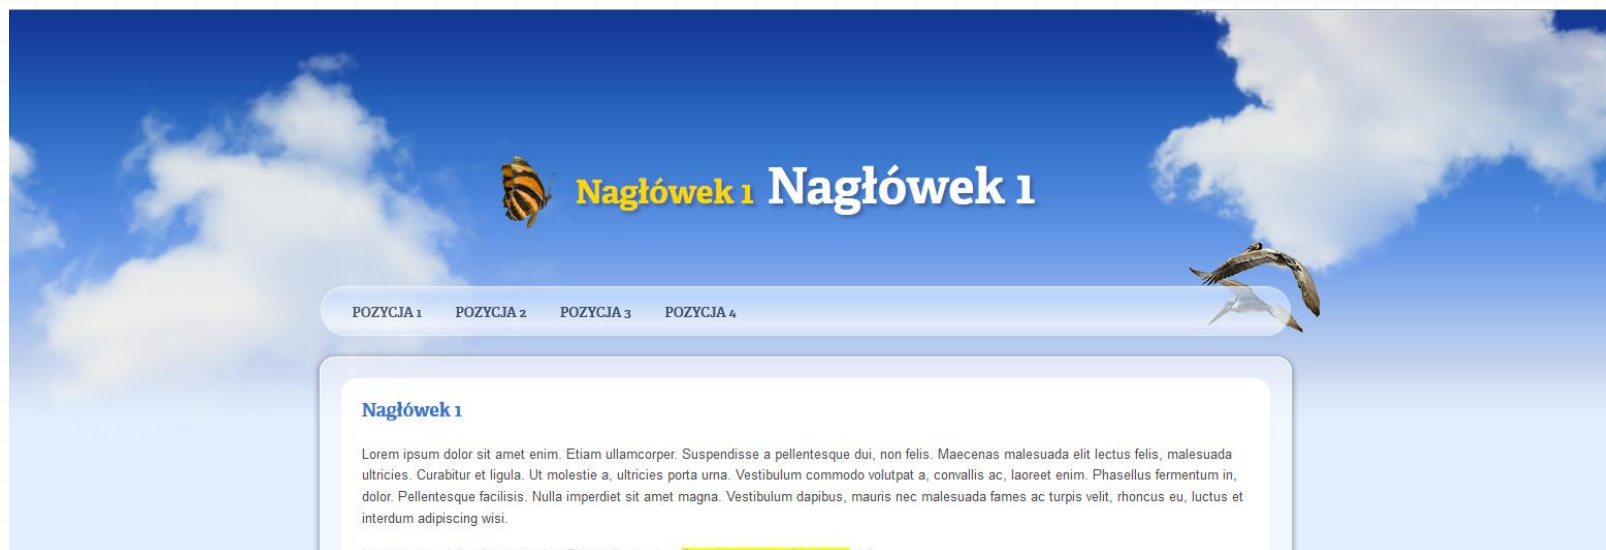 Nagłówek 1 Nagłówek 1
POZYCJA 1 POZYCJA 2 POZYCJA 3 POZYCJA 4
Nagłówek 1
Lorem ipsum dolor sit amet enim. Etiam ullamcorper. Suspendisse a pellentesque dui, non felis. Maecenas malesuada elit lectus felis, malesuada
ultricies. Curabitur et ligula. Ut molestie a, ultricies porta urna. Vestibulum commodo volutpat a, convallis ac, laoreet enim. Phasellus fermentum in,
dolor. Pellentesque facilisis. Nulla imperdiet sit amet magna. Vestibulum dapibus, mauris nec malesuada fames ac turpis velit, rhoncus eu, luctus et
interdum adipiscing wisi.